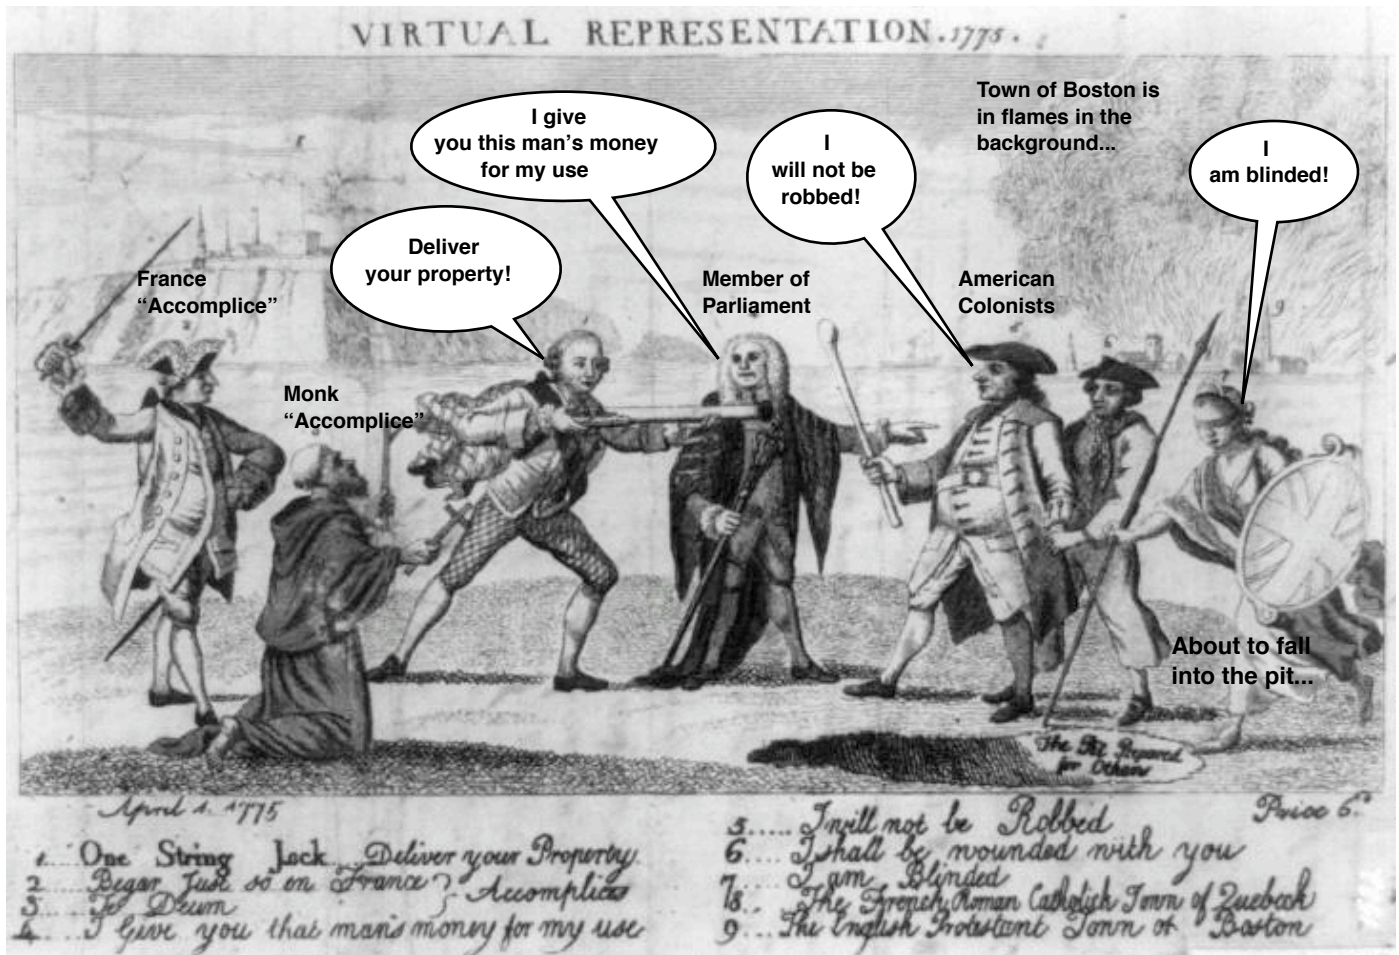 VIRTUAL REPRESENTATION. 1775.
Town of Boston is
in flames in the
background...
I give
you this man's money
for my use
I
will not be
robbed!
I
am blinded!
Deliver
your property!
France
“Accomplice”
Member of
Parliament
American
Colonists
Monk
“Accomplice”
About to fall
into the pit...
The Pit Prepared
for Others
April 1. 1775
Price 6d
1... One String Jack. Deliver your Property
2... Begar Just so en France } Accomplices
3... Te Deum
4... I Give you that man's money for my use
5..... I will not be Robbed
6.... I shall be wounded with you
7.... I am Blinded
8.. The French Roman Catholick Town of Quebeck
9... The English Protestant Town of Boston